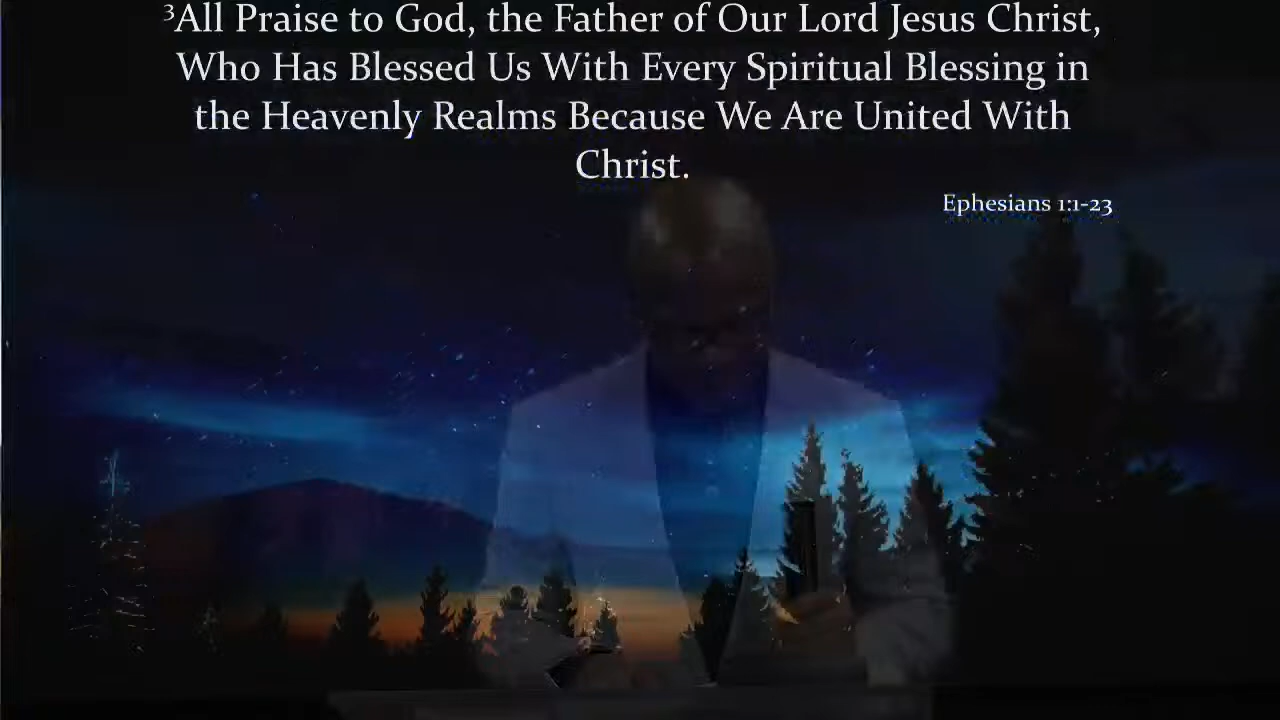 ³All Praise to God, the Father of Our Lord Jesus Christ,
Who Has Blessed Us With Every Spiritual Blessing in
the Heavenly Realms Because We Are United With
Christ.
Ephesians 1:1-23